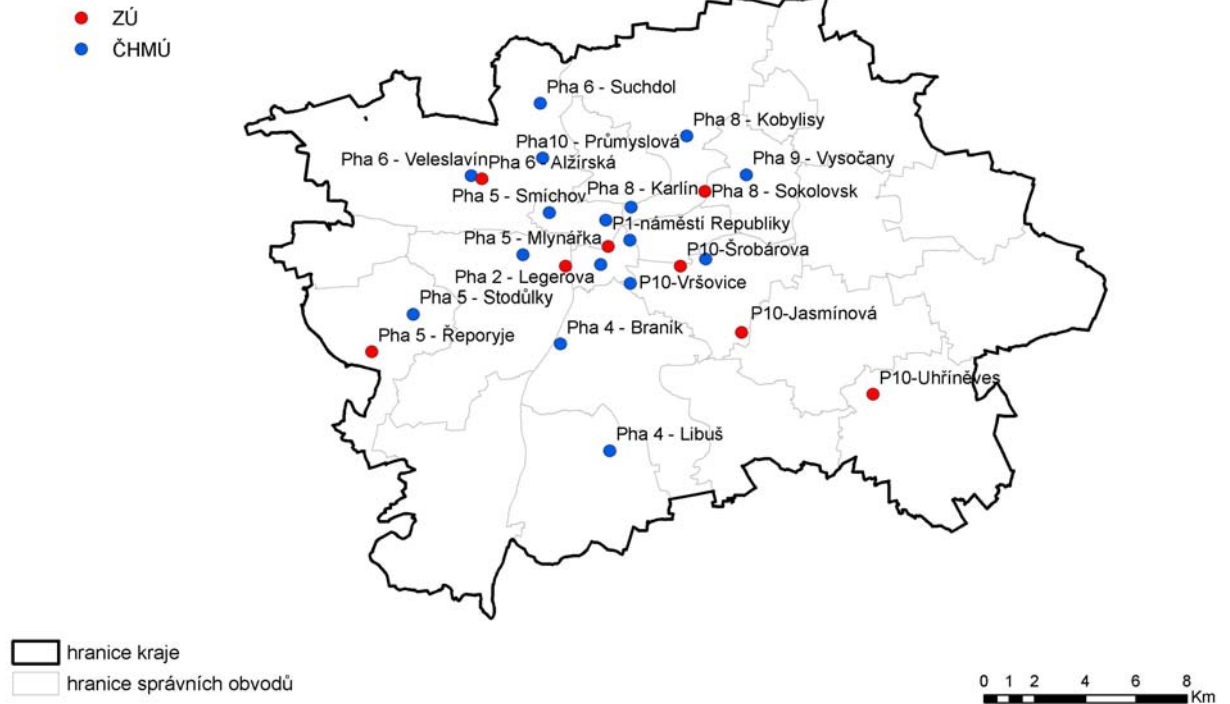 ZÚ
ČHMÚ
Pha 6 - Suchdol
Pha 8 - Kobylisy
Pha10 - Průmyslová
Pha 6 - Veleslavín
Pha 6 - Alžírská
Pha 9 - Vysočany
Pha 5 - Smíchov
Pha 8 - Karlín
Pha 8 - Sokolovsk
P1-náměstí Republiky
Pha 5 - Mlynářka
P10-Šrobárova
Pha 2 - Legerova
P10-Vršovice
Pha 5 - Stodůlky
P10-Jasmínová
Pha 5 - Řeporyje
Pha 4 - Braník
P10-Uhříněves
Pha 4 - Libuš
hranice kraje
hranice správních obvodů
0 1 2 4 6 8
Km